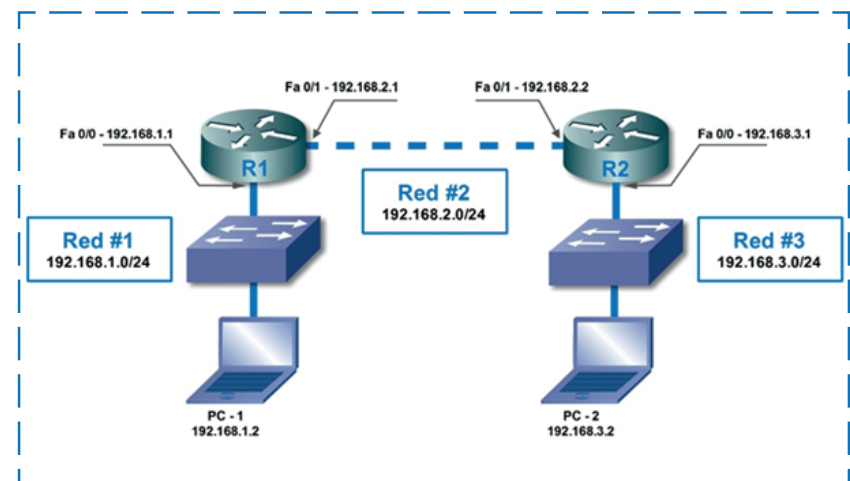 Fa 0/1 - 192.168.2.1
Fa 0/1 - 192.168.2.2
Fa 0/0 - 192.168.1.1
Fa 0/0 - 192.168.3.1
R1
R2
Red #2
192.168.2.0/24
Red #1
192.168.1.0/24
Red #3
192.168.3.0/24
PC - 1
192.168.1.2
PC - 2
192.168.3.2